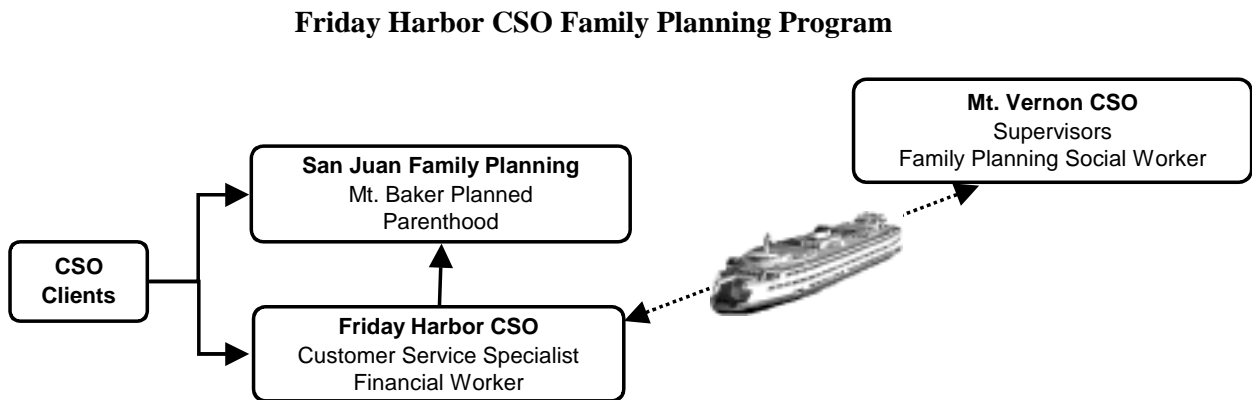 Friday Harbor CSO Family Planning Program
Mt. Vernon CSO
Supervisors
Family Planning Social Worker
San Juan Family Planning
Mt. Baker Planned
Parenthood
CSO
Clients
Friday Harbor CSO
Customer Service Specialist
Financial Worker